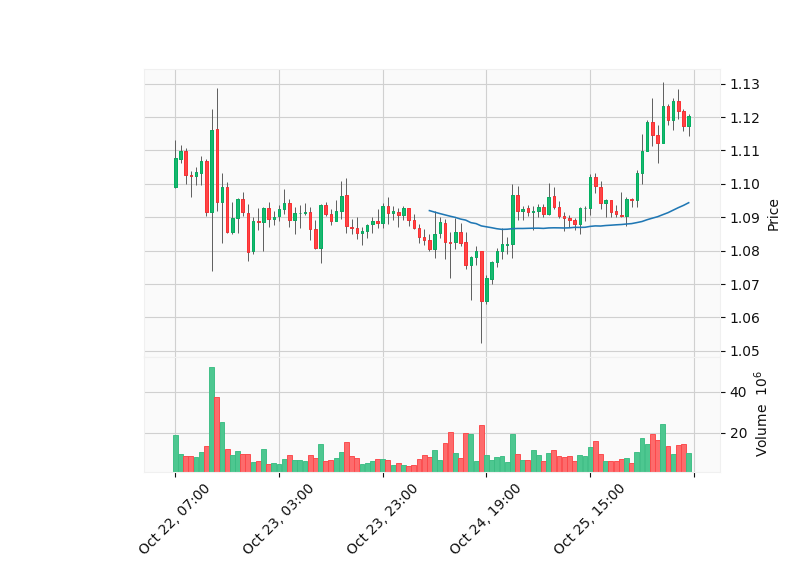 1.13
1.12
1.11
1.10
1.09
1.08
1.07
1.06
1.05
Price
40
20
Volume 10^6
Oct 22, 07:00
Oct 23, 03:00
Oct 23, 23:00
Oct 24, 19:00
Oct 25, 15:00